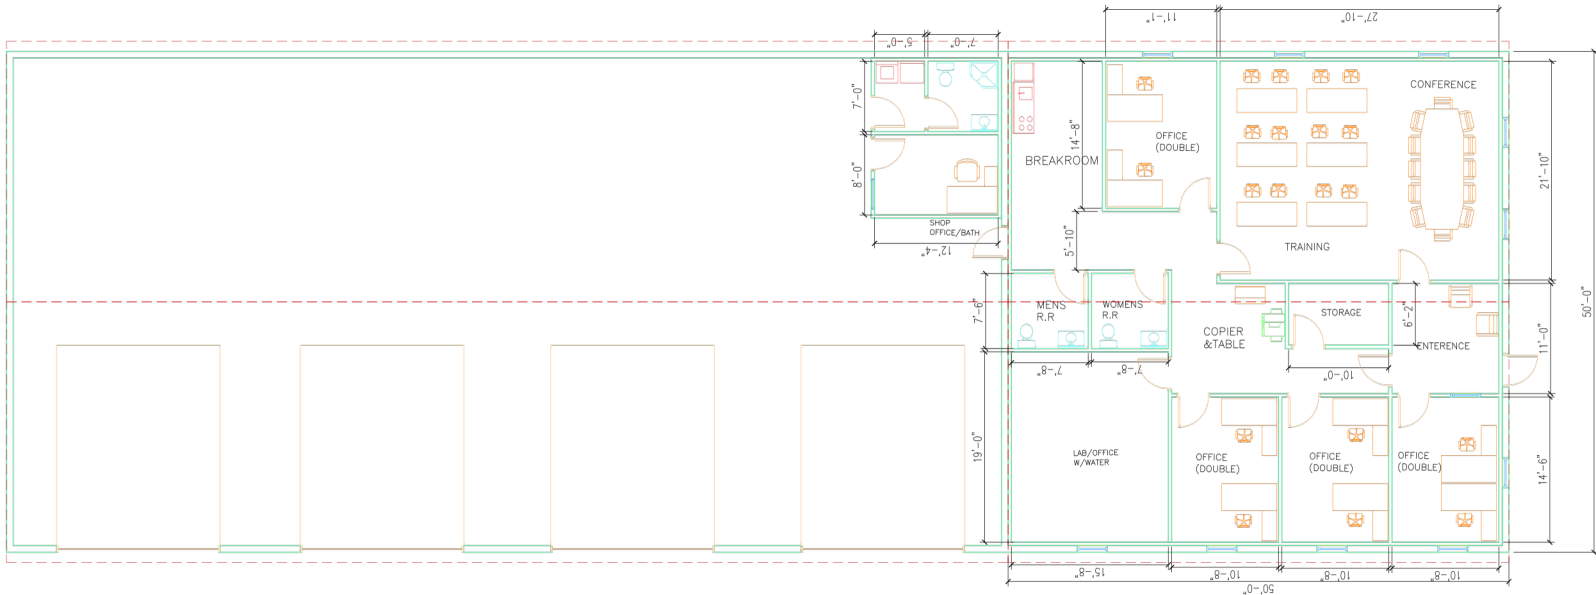 11'-1"
27'-10"
5'-0"
7'-0"
7'-0"
8'-0"
14'-8"
BREAKROOM
OFFICE
(DOUBLE)
CONFERENCE
TRAINING
21'-10"
SHOP
OFFICE/BATH
12'-4"
5'-10"
7'-6"
MENS
R.R
WOMENS
R.R
COPIER
&TABLE
STORAGE
6'-2"
ENTERENCE
11'-0"
50'-0"
7'-8"
7'-8"
10'-0"
19'-0"
LAB/OFFICE
W/WATER
OFFICE
(DOUBLE)
OFFICE
(DOUBLE)
OFFICE
(DOUBLE)
14'-6"
15'-8"
10'-8"
10'-8"
10'-8"
50'-0"